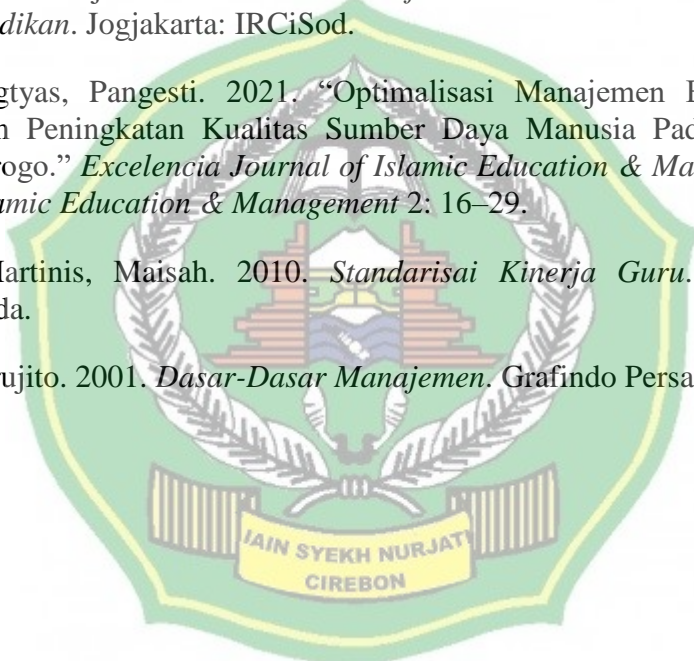 dikan. Jogjakarta: IRCiSod.
gtyas, Pangesti. 2021. “Optimalisasi Manajemen
Peningkatan Kualitas Sumber Daya Manusia Pad
rogo.” Excelencia Journal of Islamic Education & Ma
amic Education & Management 2: 16–29.
Martinis, Maisah. 2010. Standarisai Kinerja Guru.
da.
rujito. 2001. Dasar-Dasar Manajemen. Grafindo Persa
IAIN SYEKH NURJATI
CIREBON